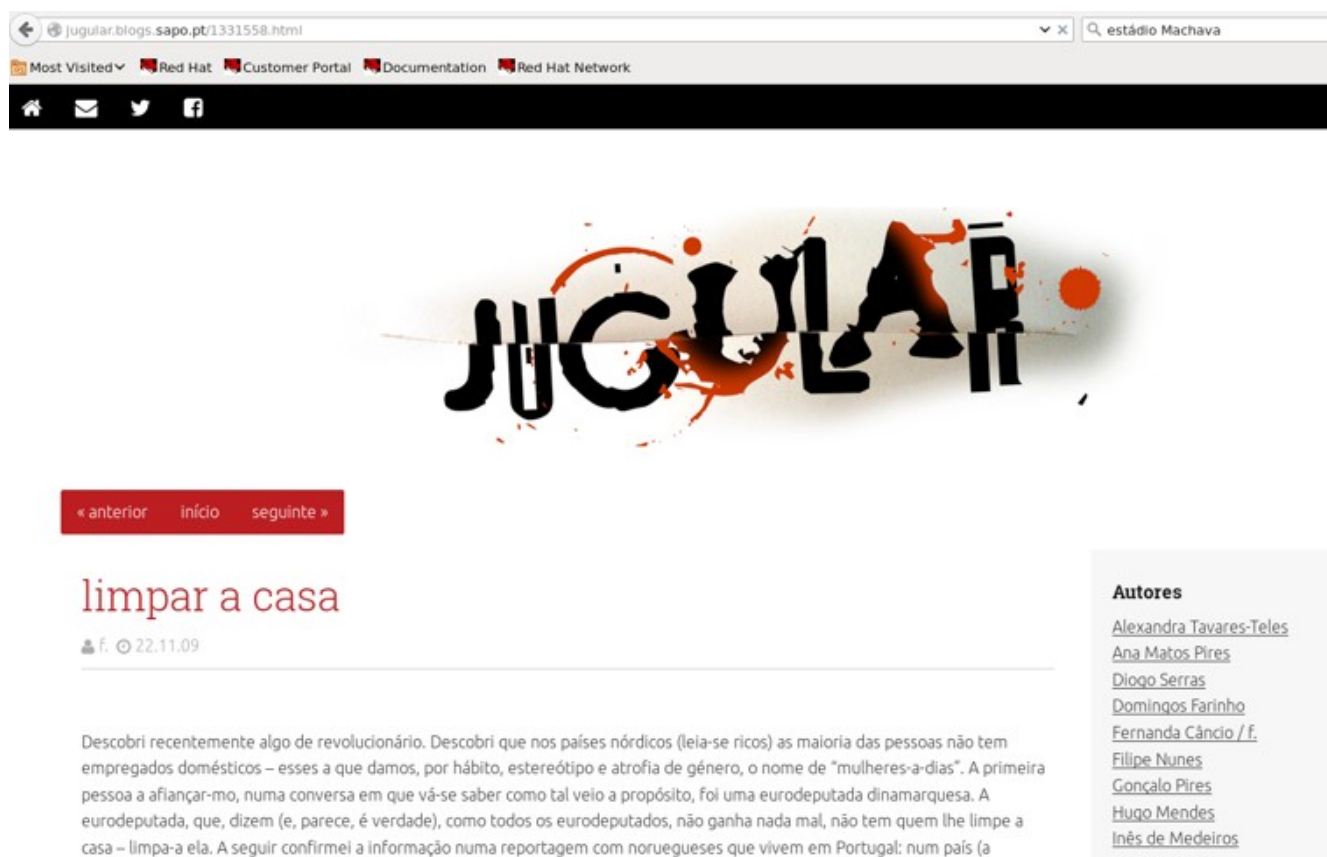 jugular.blogs.sapo.pt/1331558.html
estádio Machava
Most Visited Red Hat Customer Portal Documentation Red Hat Network
JUGULAR
« anterior início seguinte »
limpar a casa
f. 22.11.09
Descobri recentemente algo de revolucionário. Descobri que nos países nórdicos (leia-se ricos) as maioria das pessoas não tem
empregados domésticos – esses a que damos, por hábito, estereótipo e atrofia de género, o nome de “mulheres-a-dias”. A primeira
pessoa a afiançar-mo, numa conversa em que vá-se saber como tal veio a propósito, foi uma eurodeputada dinamarquesa. A
eurodeputada, que, dizem (e, parece, é verdade), como todos os eurodeputados, não ganha nada mal, não tem quem lhe limpe a
casa – limpa-a ela. A seguir confirmei a informação numa reportagem com noruegueses que vivem em Portugal: num país (a
Autores
Alexandra Tavares-Teles
Ana Matos Pires
Diogo Serras
Domingos Farinho
Fernanda Câncio / f.
Filipe Nunes
Gonçalo Pires
Hugo Mendes
Inês de Medeiros